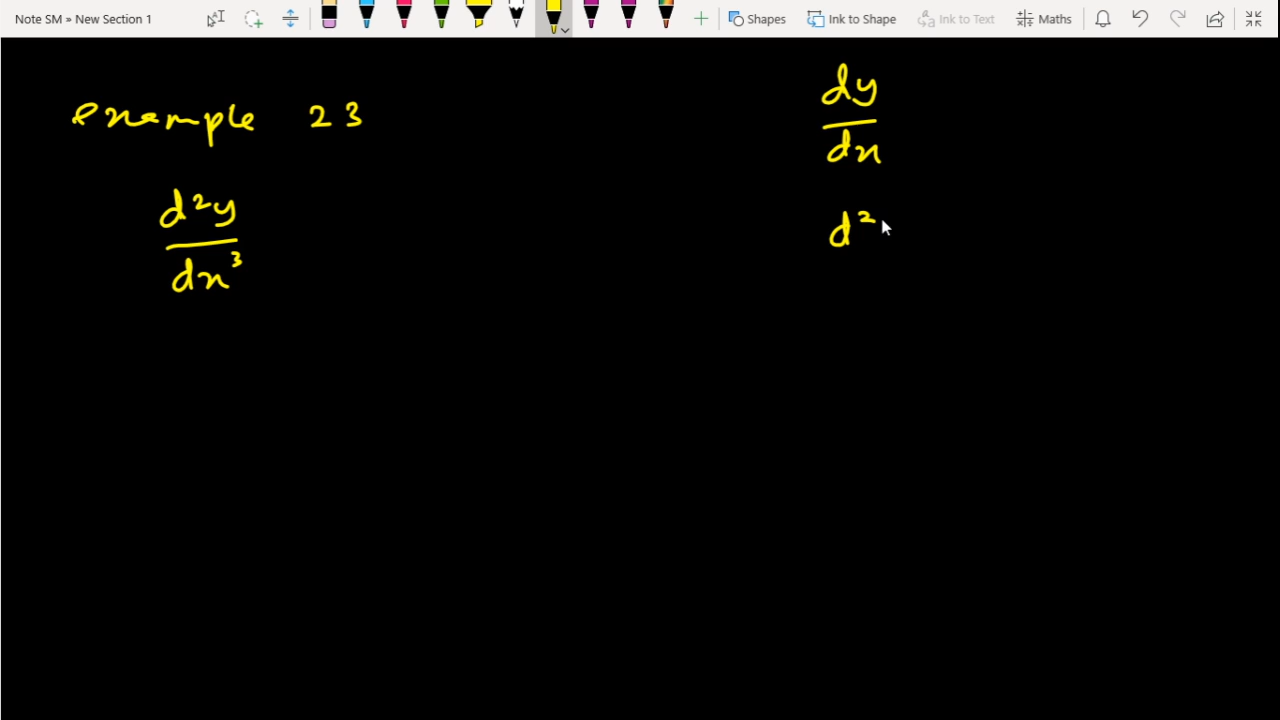 Note SM » New Section 1
Shapes
Ink to Shape
Ink to Text
Maths
example 23
d²y
dx³
dy
dx
d²